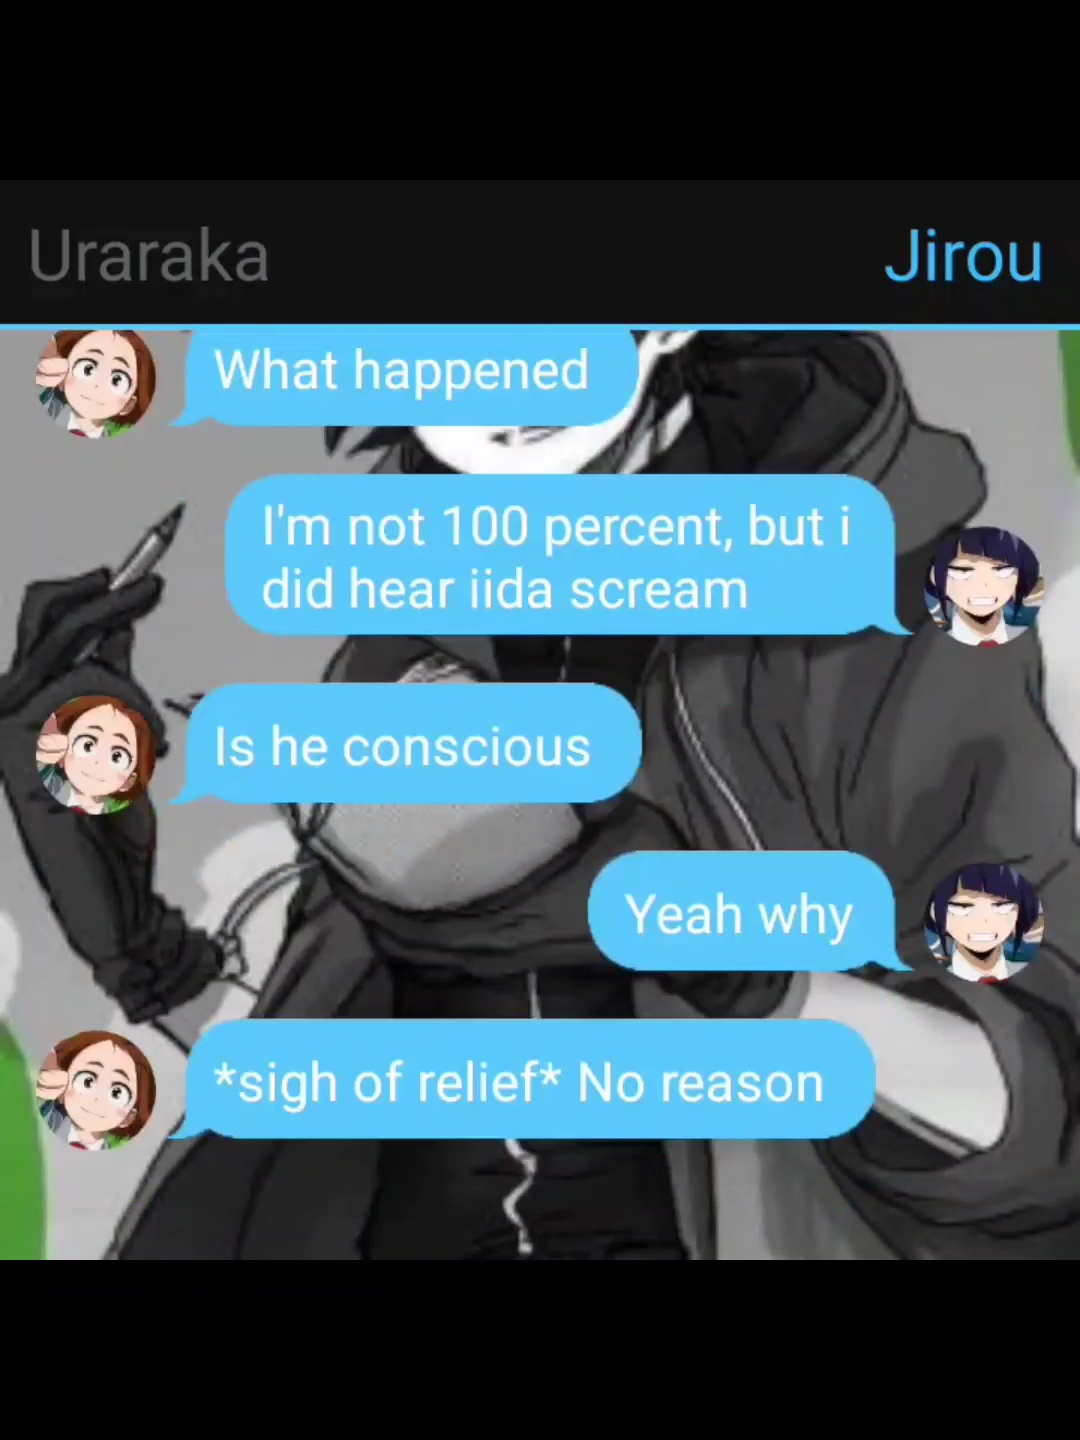 Uraraka
Jirou
What happened
I'm not 100 percent, but i
did hear iida scream
Is he conscious
Yeah why
*sigh of relief* No reason